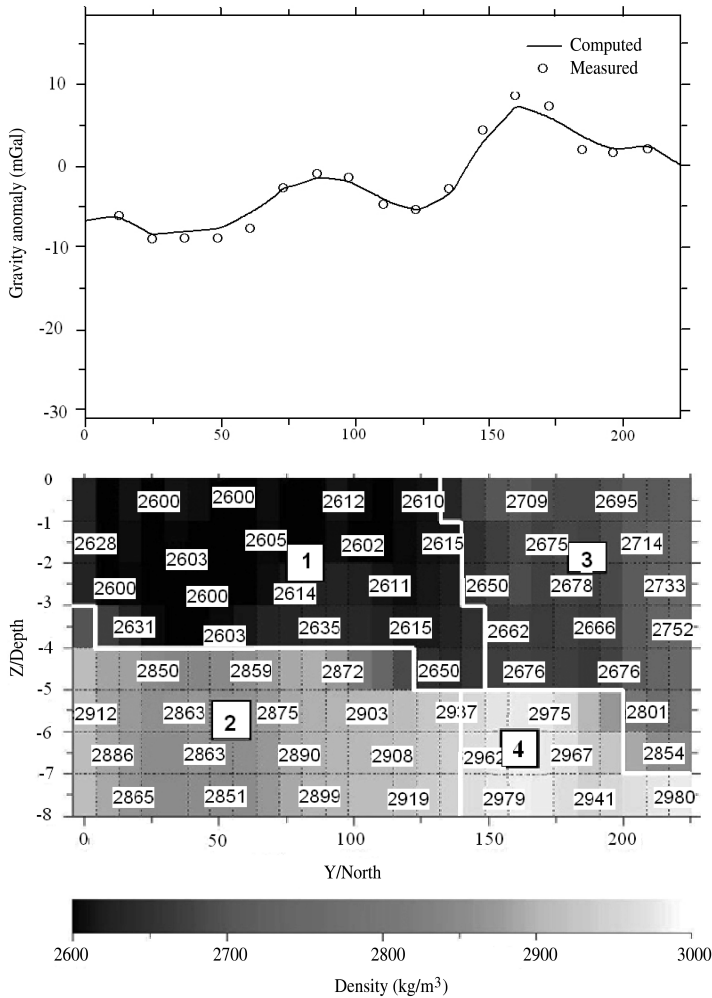 Computed
Measured
10
0
-10
-20
-30
Gravity anomaly (mGal)
0 50 100 150 200
0
-1
-2
-3
-4
-5
-6
-7
-8
Z/Depth
2600 2600 2612 2610 2709 2695
2628 2603 2605 2602 2615 2675 2714
1 3
2600 2600 2614 2611 2650 2678 2733
2631 2603 2635 2615 2662 2666 2752
2850 2859 2872 2650 2676 2676
2912 2863 2875 2903 2937 2975 2801
2 4
2886 2863 2890 2908 2962 2967 2854
2865 2851 2899 2919 2979 2941 2980
0 50 100 150 200
Y/North
2600 2700 2800 2900 3000
Density (kg/m³)